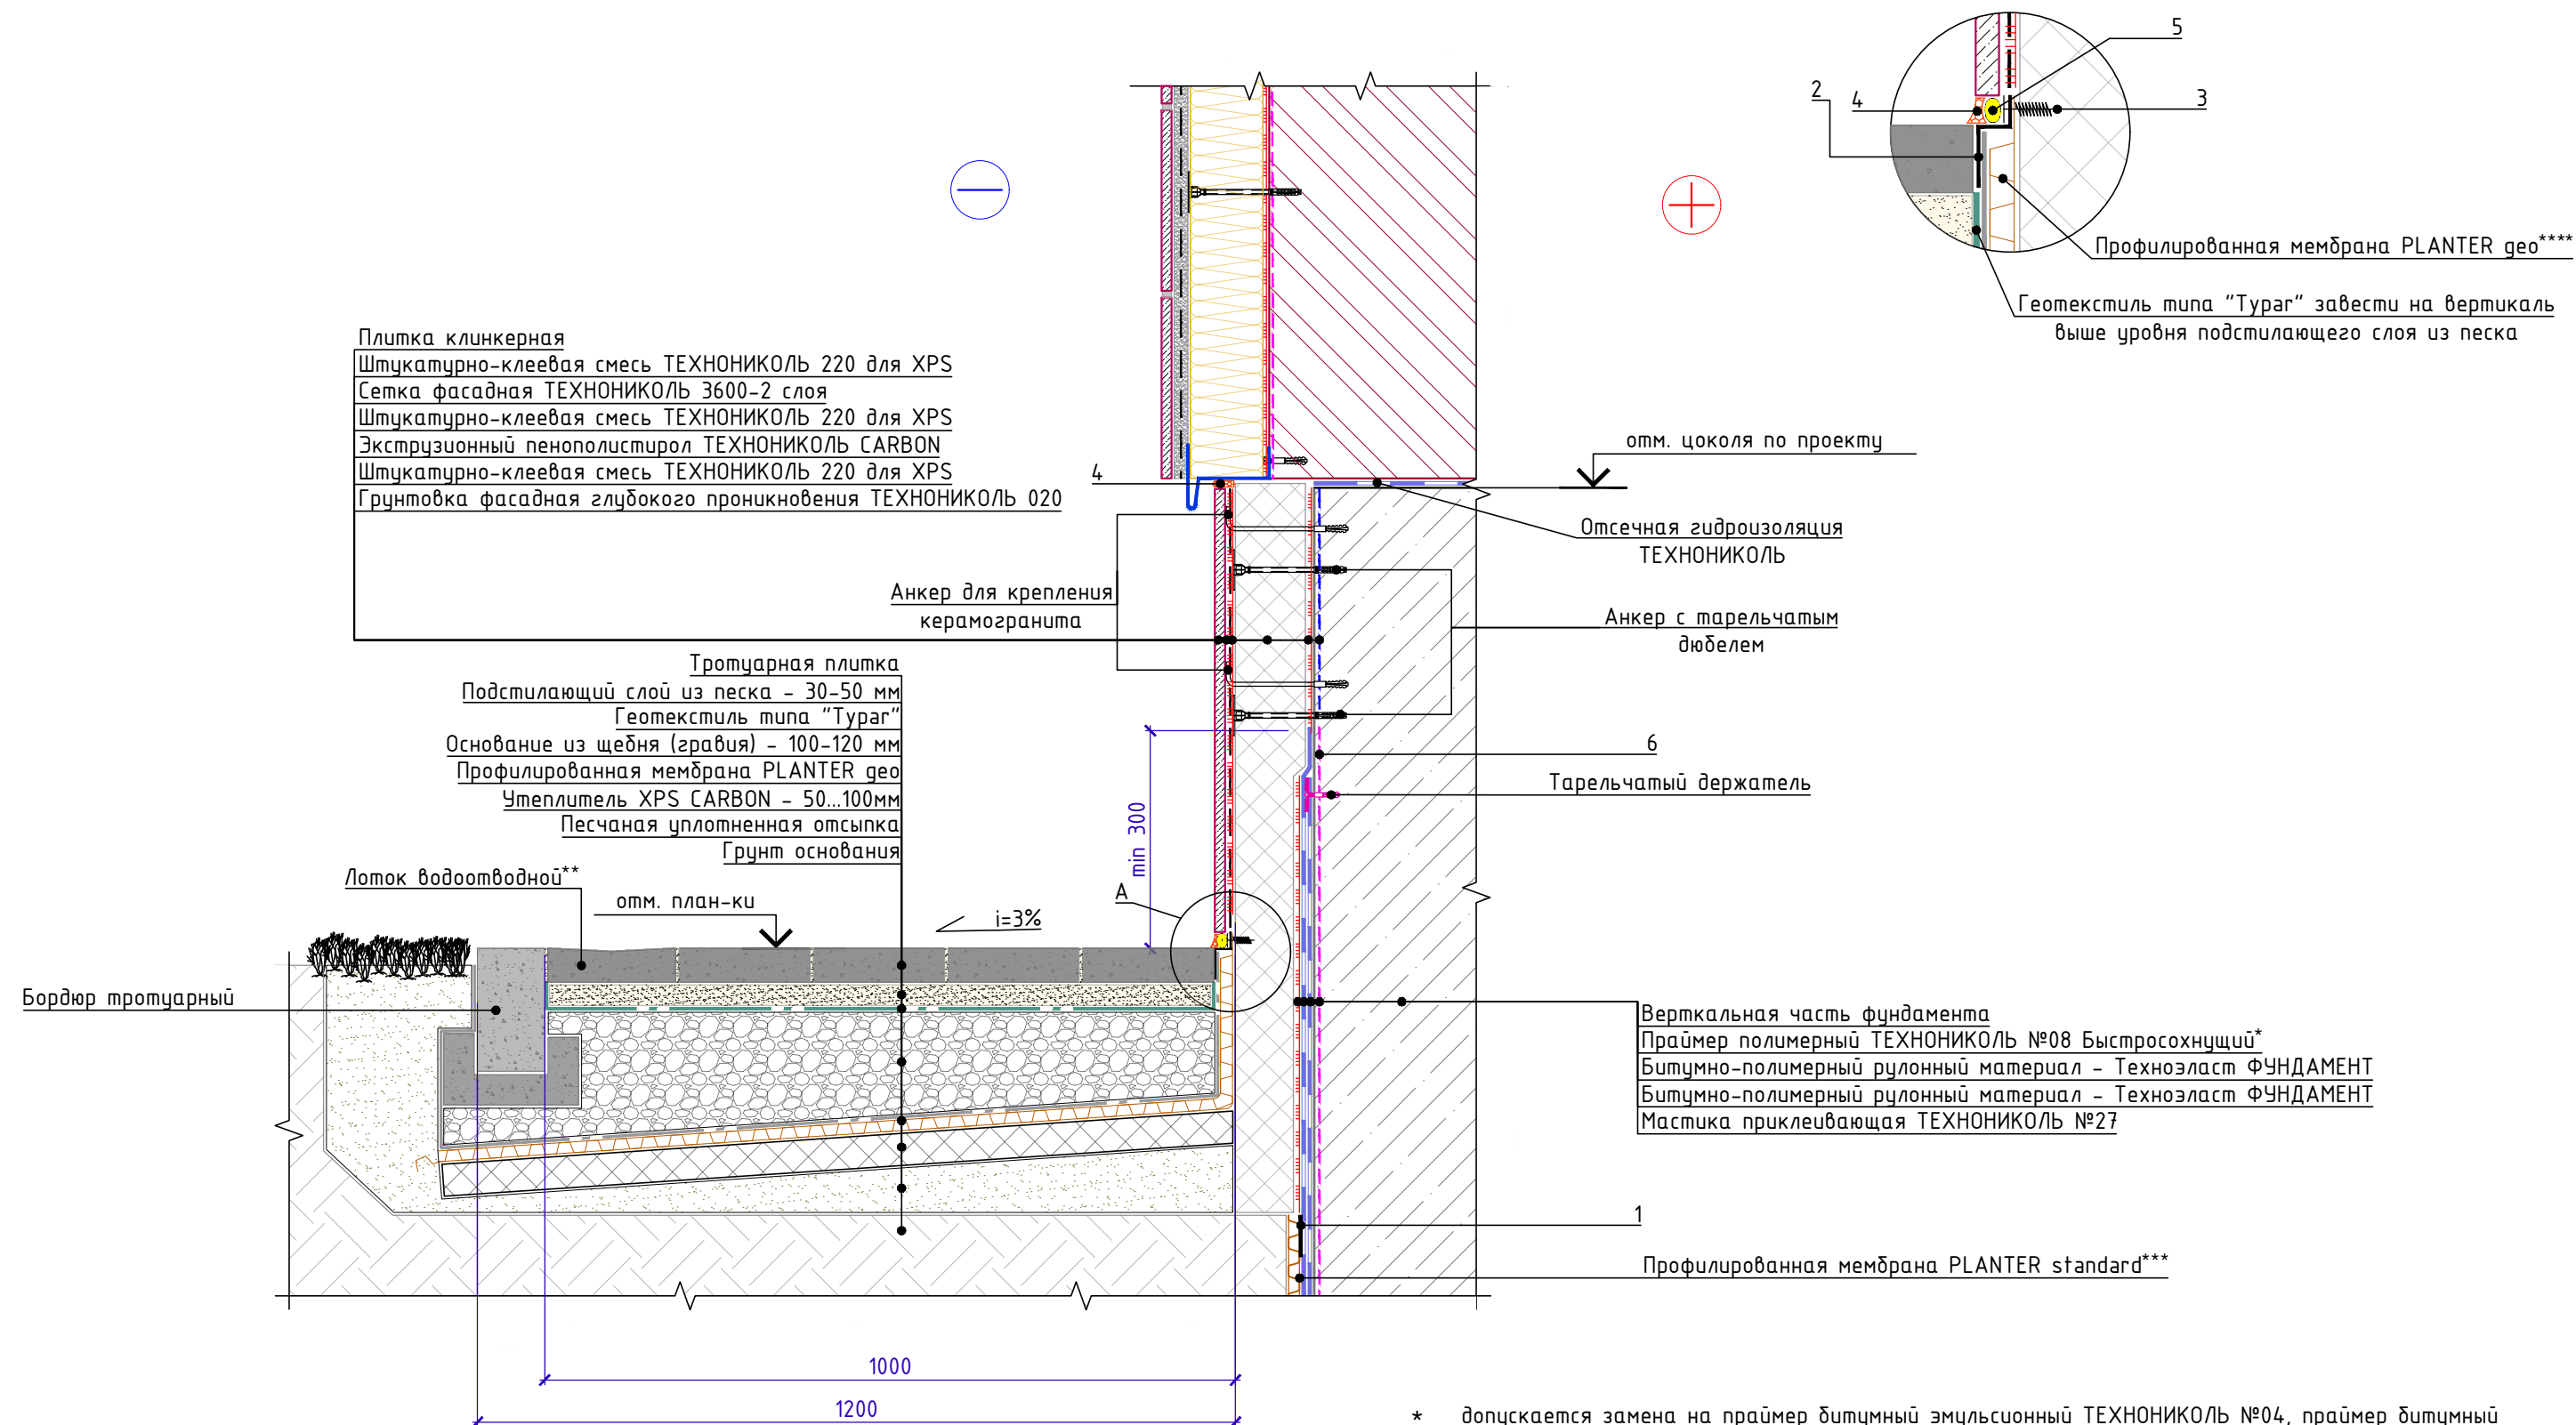 5
2
4
3
Профилированная мембрана PLANTER geo****
Геотекстиль типа "Typar" завести на вертикаль
выше уровня подстилающего слоя из песка
Плитка клинкерная
Штукатурно-клеевая смесь ТЕХНОНИКОЛЬ 220 для XPS
Сетка фасадная ТЕХНОНИКОЛЬ 3600-2 слоя
Штукатурно-клеевая смесь ТЕХНОНИКОЛЬ 220 для XPS
Экструзионный пенополистирол ТЕХНОНИКОЛЬ CARBON
Штукатурно-клеевая смесь ТЕХНОНИКОЛЬ 220 для XPS
Грунтовка фасадная глубокого проникновения ТЕХНОНИКОЛЬ 020
4
отм. цоколя по проекту
Отсечная гидроизоляция
ТЕХНОНИКОЛЬ
Анкер для крепления
керамогранита
Анкер с тарельчатым
дюбелем
Тротуарная плитка
Подстилающий слой из песка - 30-50 мм
Геотекстиль типа "Typar"
Основание из щебня (гравия) - 100-120 мм
Профилированная мембрана PLANTER geo
Утеплитель XPS CARBON - 50...100мм
Песчаная уплотненная отсыпка
Грунт основания
6
Тарельчатый держатель
min 300
Лоток водоотводной**
отм. план-ки
i=3%
А
Бордюр тротуарный
Верткальная часть фундамента
Праймер полимерный ТЕХНОНИКОЛЬ №08 Быстросохнущий*
Битумно-полимерный рулонный материал - Техноэласт ФУНДАМЕНТ
Битумно-полимерный рулонный материал - Техноэласт ФУНДАМЕНТ
Мастика приклеивающая ТЕХНОНИКОЛЬ №27
1
Профилированная мембрана PLANTER standard***
1000
1200
* допускается замена на праймер битумный эмульсионный ТЕХНОНИКОЛЬ №04, праймер битумный